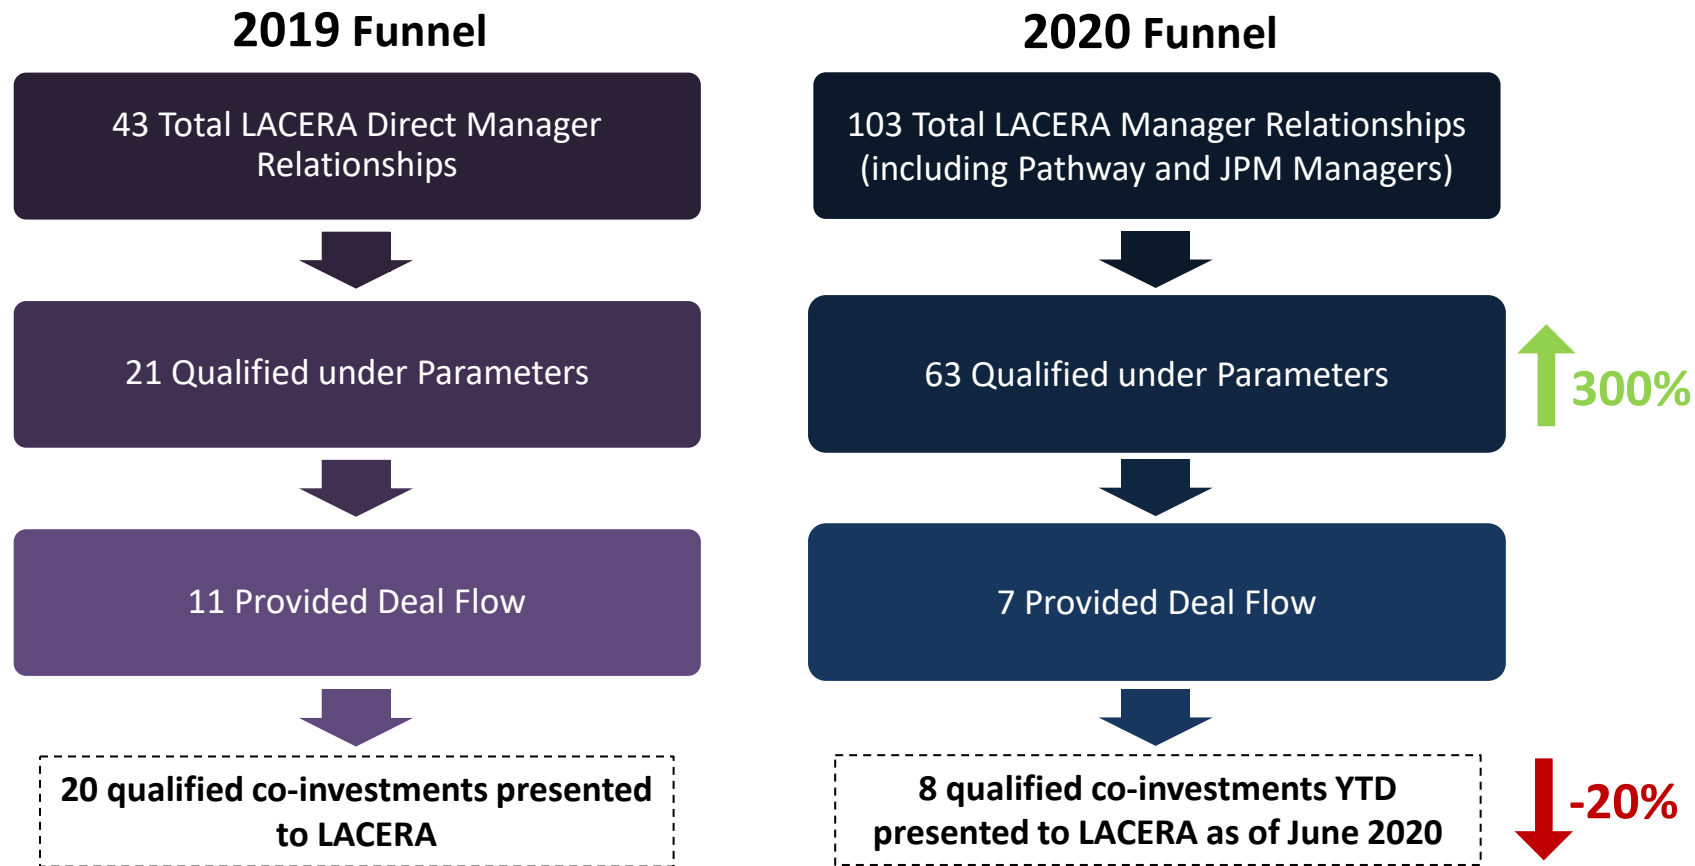 2019 Funnel
43 Total LACERA Direct Manager
Relationships
21 Qualified under Parameters
11 Provided Deal Flow
20 qualified co-investments presented
to LACERA
2020 Funnel
103 Total LACERA Manager Relationships
(including Pathway and JPM Managers)
63 Qualified under Parameters
300%
7 Provided Deal Flow
8 qualified co-investments YTD
presented to LACERA as of June 2020
-20%